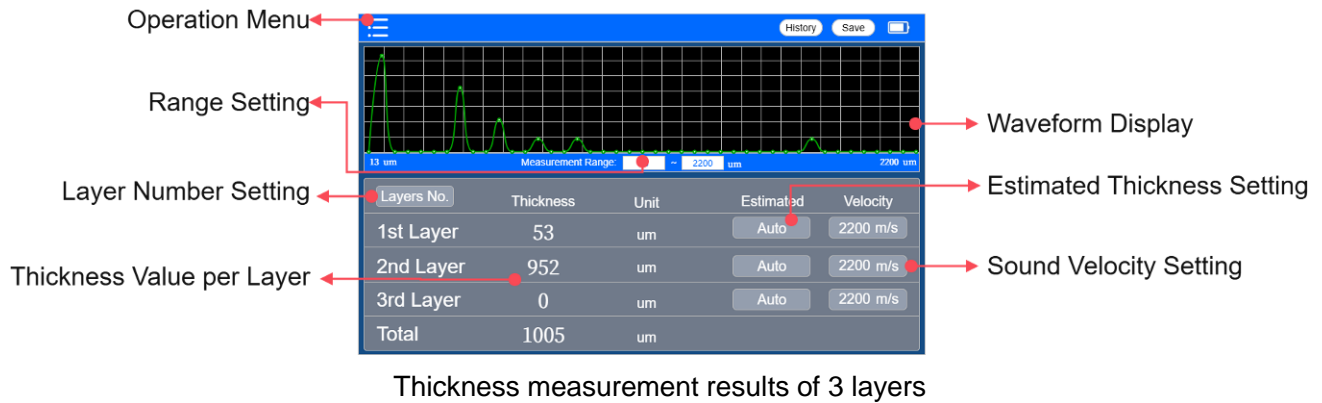 Operation Menu
History
Save
Range Setting
Waveform Display
13 um
Measurement Range:
~
2200
um
2200 um
Layer Number Setting
Estimated Thickness Setting
Layers No.
Thickness
Unit
Estimated
Velocity
1st Layer
53
um
Auto
2200 m/s
Thickness Value per Layer
2nd Layer
952
um
Auto
2200 m/s
Sound Velocity Setting
3rd Layer
0
um
Auto
2200 m/s
Total
1005
um
Thickness measurement results of 3 layers